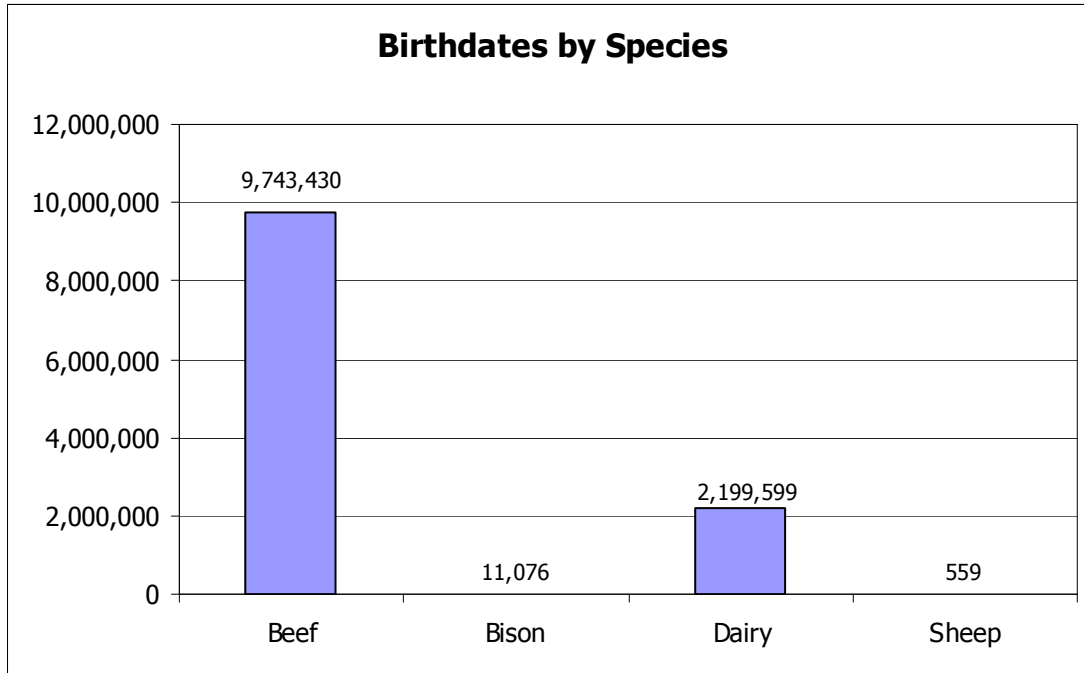 Birthdates by Species
12,000,000
10,000,000
8,000,000
6,000,000
4,000,000
2,000,000
0
9,743,430
11,076
2,199,599
559
Beef
Bison
Dairy
Sheep